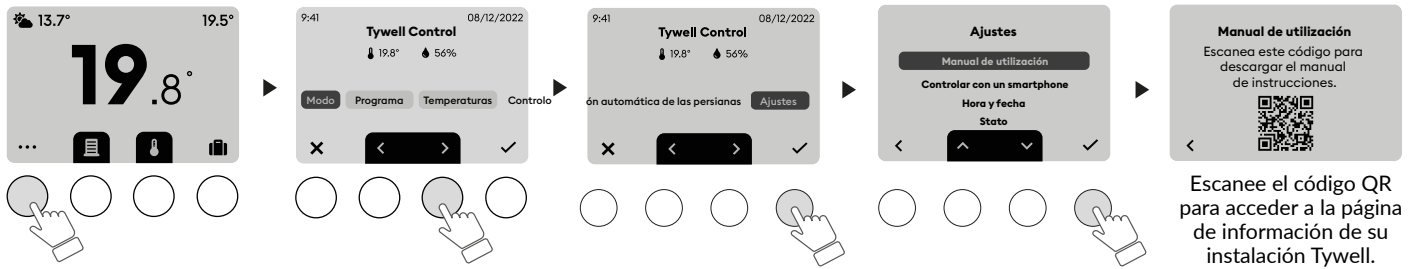 13.7° 19.5°
19.8°
9:41 08/12/2022
Tywell Control
19.8° 56%
Modo Programa Temperaturas Controlo
9:41 08/12/2022
Tywell Control
19.8° 56%
ón automática de las persianas Ajustes
Ajustes
Manual de utilización
Controlar con un smartphone
Hora y fecha
Stato
Manual de utilización
Escanea este código para
descargar el manual
de instrucciones.
Escanee el código QR
para acceder a la página
de información de su
instalación Tywell.